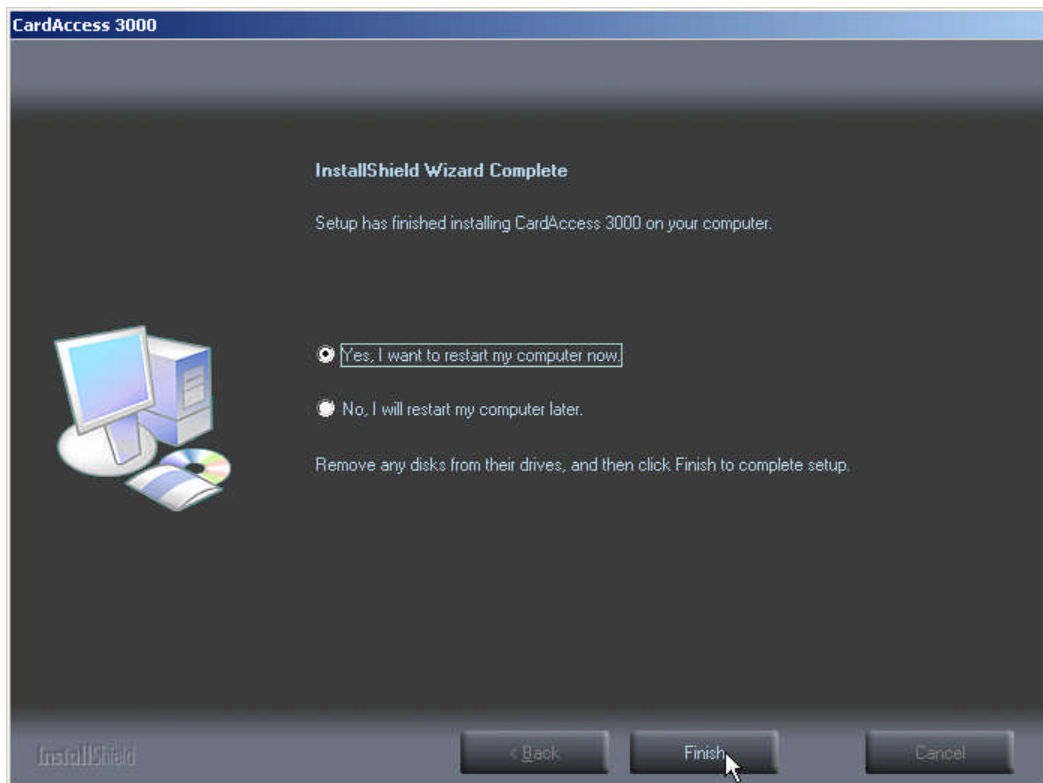 CardAccess 3000
InstallShield Wizard Complete
Setup has finished installing CardAccess 3000 on your computer.
Yes, I want to restart my computer now.
No, I will restart my computer later.
Remove any disks from their drives, and then click Finish to complete setup.
InstallShield
< Back
Finish
Cancel